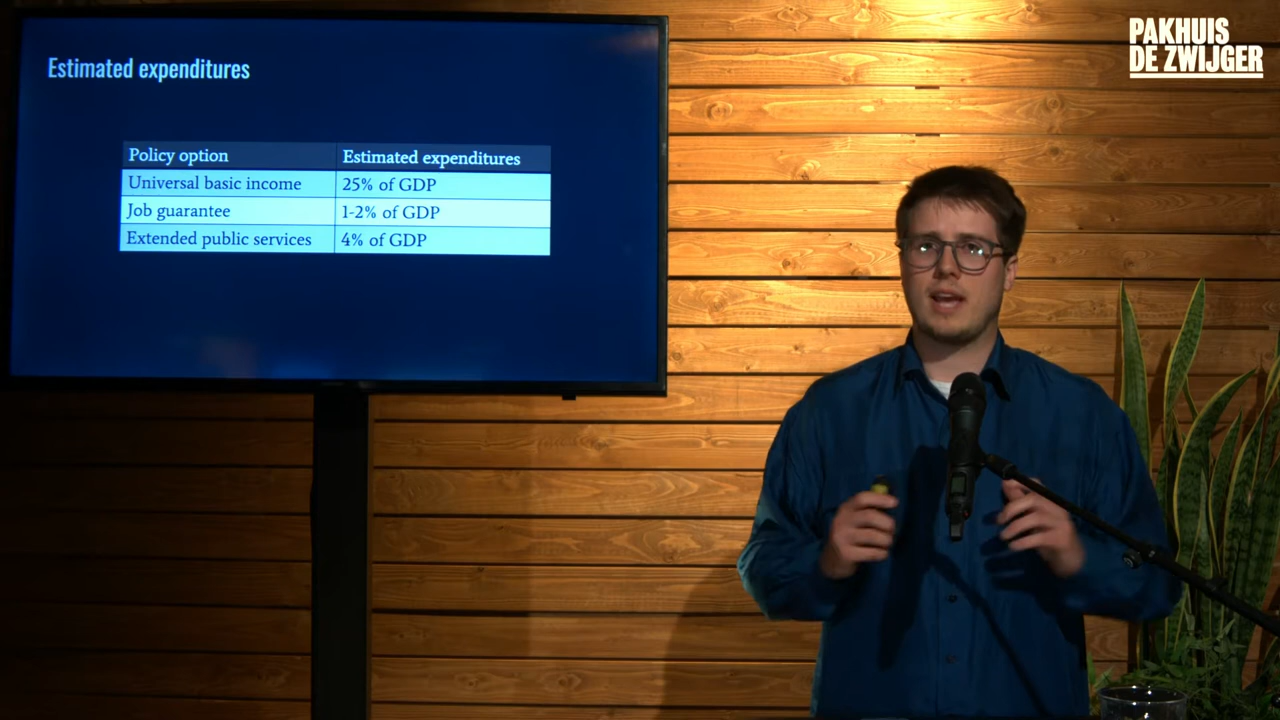 Estimated expenditures
Policy option Estimated expenditures
Universal basic income 25% of GDP
Job guarantee 1-2% of GDP
Extended public services 4% of GDP
PAKHUIS
DE ZWIJGER